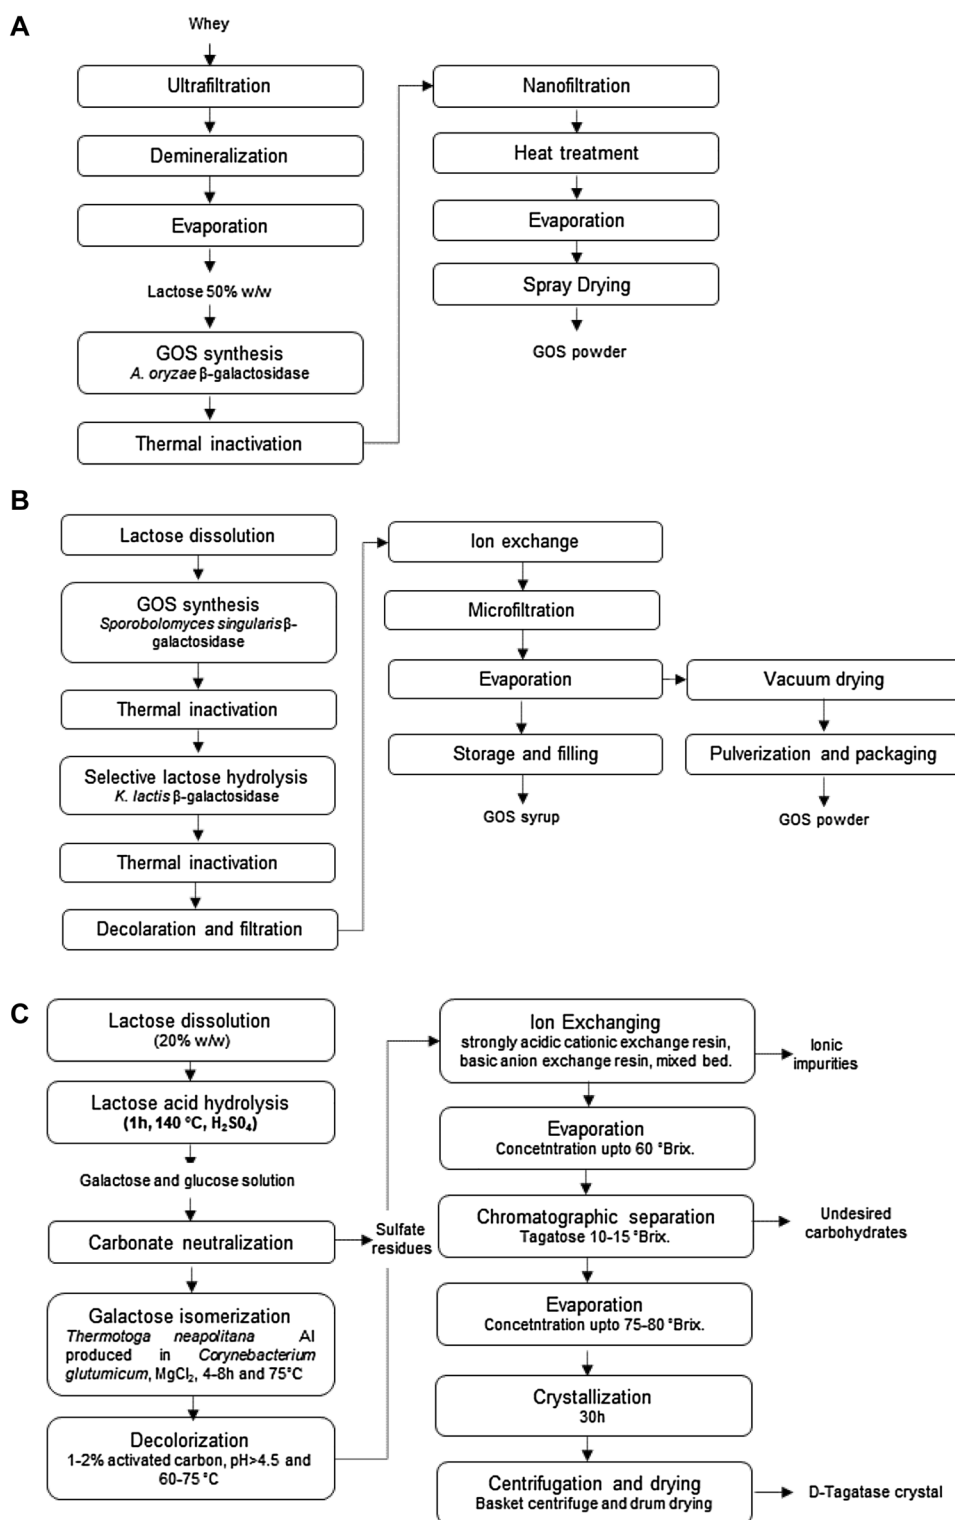 A
Whey
Ultrafiltration
Demineralization
Evaporation
Lactose 50% w/w
GOS synthesis
A. oryzae β-galactosidase
Thermal inactivation
Nanofiltration
Heat treatment
Evaporation
Spray Drying
GOS powder
B
Lactose dissolution
GOS synthesis
Sporobolomyces singularis β-
galactosidase
Thermal inactivation
Selective lactose hydrolysis
K. lactis β-galactosidase
Thermal inactivation
Decolaration and filtration
Ion exchange
Microfiltration
Evaporation
Storage and filling
GOS syrup
Vacuum drying
Pulverization and packaging
GOS powder
C
Lactose dissolution
(20% w/w)
Lactose acid hydrolysis
(1h, 140 °C, H₂S0₄)
Galactose and glucose solution
Carbonate neutralization
Sulfate
residues
Galactose isomerization
Thermotoga neapolitana AI
produced in Corynebacterium
glutumicum, MgCl₂, 4-8h and 75°C
Decolorization
1-2% activated carbon, pH>4.5 and
60-75 °C
Ion Exchanging
strongly acidic cationic exchange resin,
basic anion exchange resin, mixed bed.
Ionic
impurities
Evaporation
Concetntration upto 60 °Brix.
Chromatographic separation
Tagatose 10-15 °Brix.
Undesired
carbohydrates
Evaporation
Concetntration upto 75-80 °Brix.
Crystallization
30h
Centrifugation and drying
Basket centrifuge and drum drying
D-Tagatase crystal